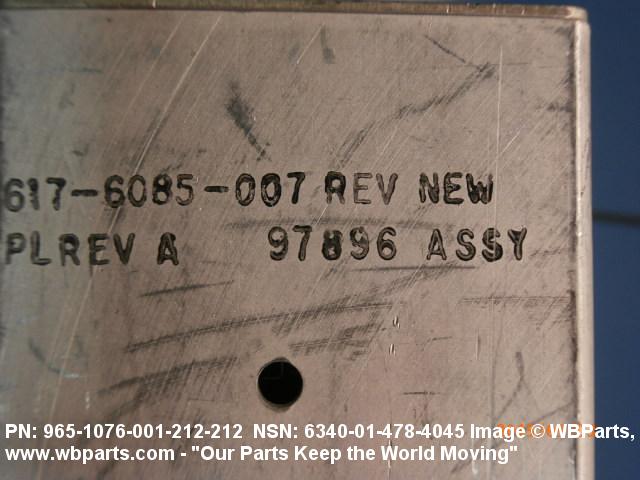 617-6085-007 REV NEW
PLREV A 97896 ASSY
PN: 965-1076-001-212-212 NSN: 6340-01-478-4045 Image © WBParts,
www.wbparts.com - "Our Parts Keep the World Moving"